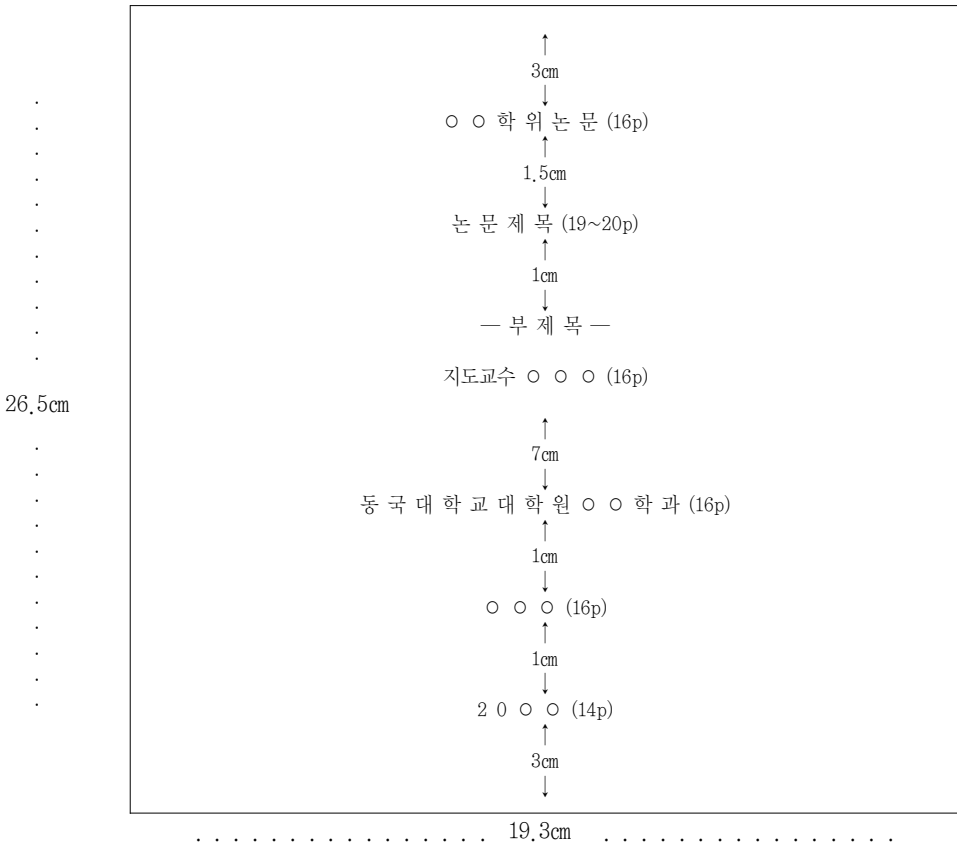 3cm
○ ○ 학 위 논 문 (16p)
1.5cm
논 문 제 목 (19~20p)
1cm
— 부 제 목 —
지도교수 ○ ○ ○ (16p)
26.5cm
7cm
동 국 대 학 교 대 학 원 ○ ○ 학 과 (16p)
1cm
○ ○ ○ (16p)
1cm
2 0 ○ ○ (14p)
3cm
19.3cm